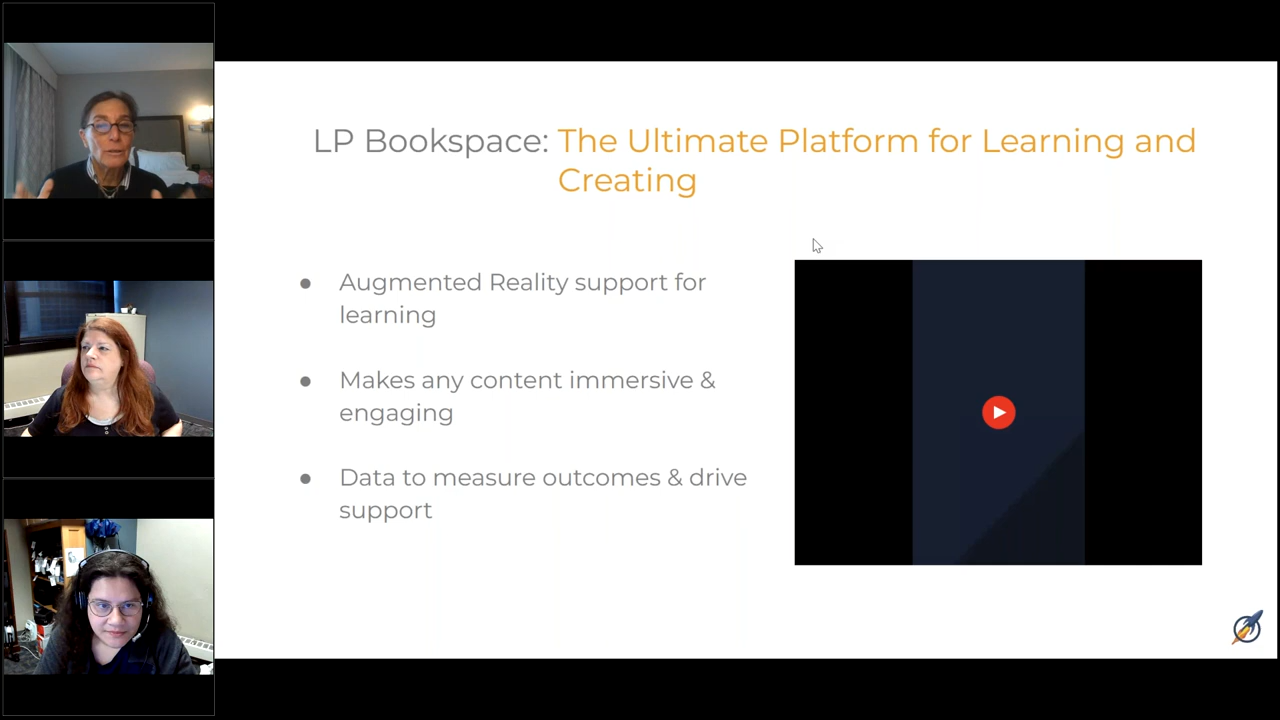 LP Bookspace: The Ultimate Platform for Learning and
Creating
● Augmented Reality support for
learning
● Makes any content immersive &
engaging
● Data to measure outcomes & drive
support